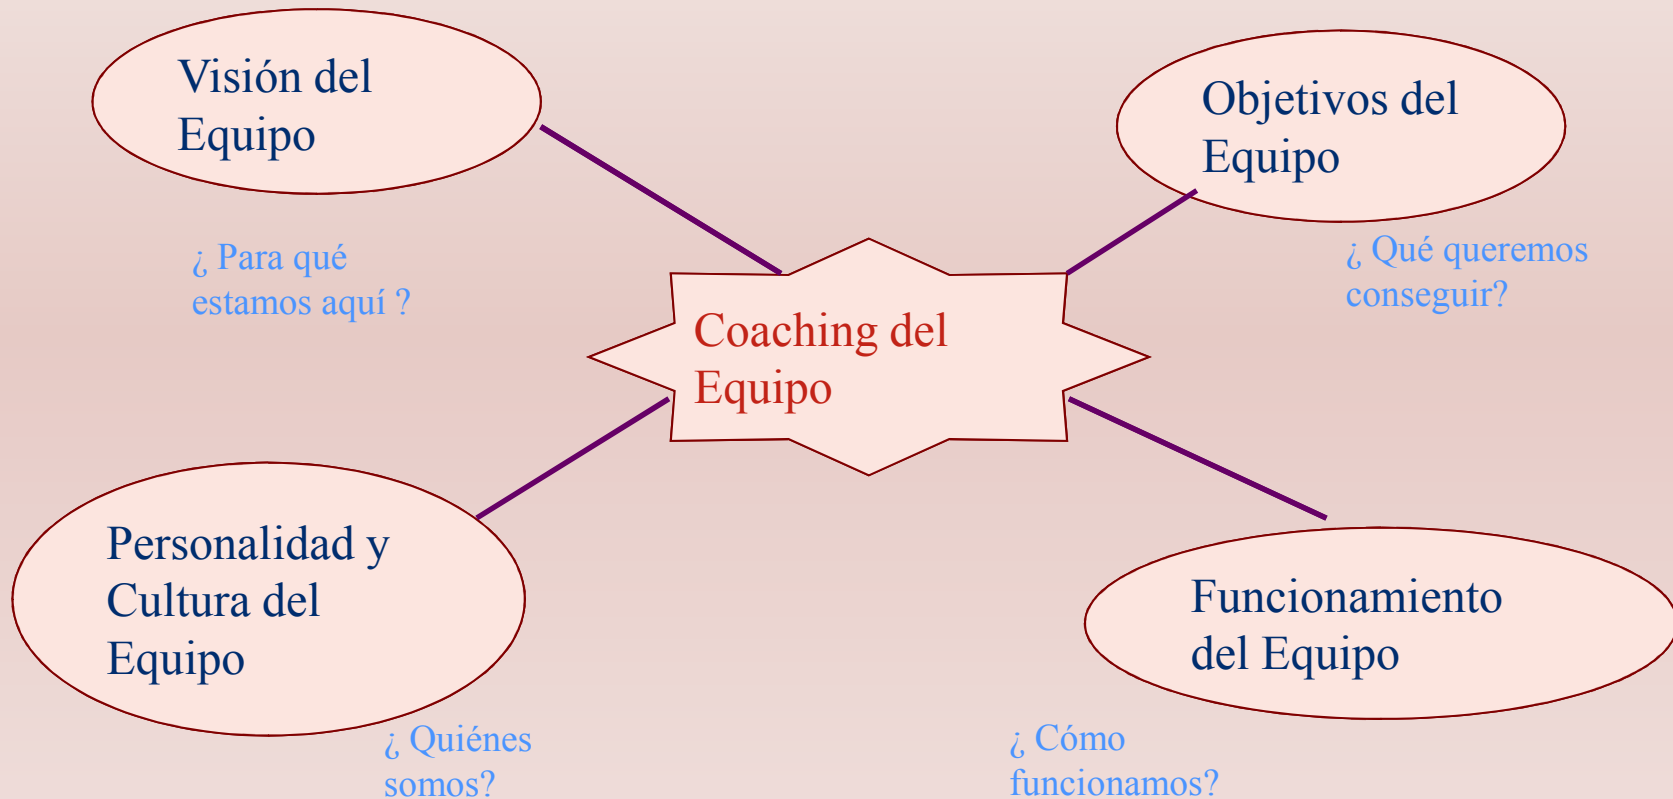 Visión del
Equipo
¿ Para qué
estamos aquí ?
Objetivos del
Equipo
¿ Qué queremos
conseguir?
Coaching del
Equipo
Personalidad y
Cultura del
Equipo
¿ Quiénes
somos?
Funcionamiento
del Equipo
¿ Cómo
funcionamos?